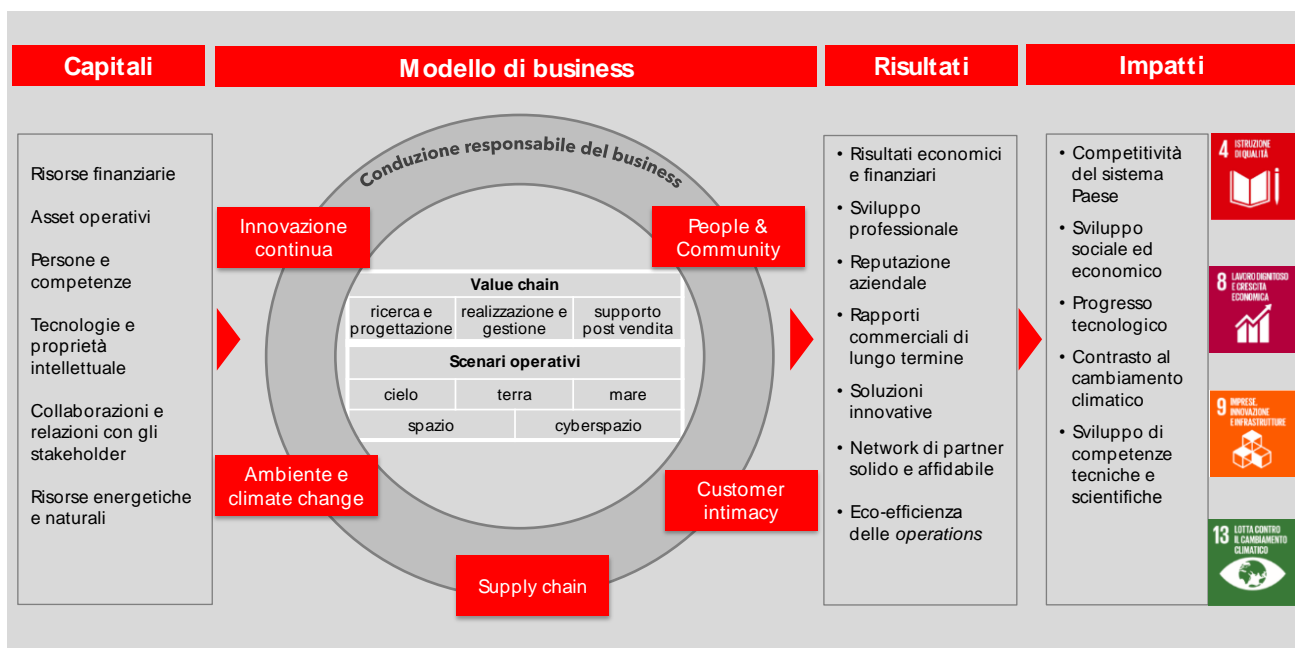 Capitali
Modello di business
Risultati
Impatti
Risorse finanziarie
Asset operativi
Persone e
competenze
Tecnologie e
proprietà
intellettuale
Collaborazioni e
relazioni con gli
stakeholder
Risorse energetiche
e naturali
Conduzione responsabile del business
Innovazione
continua
People &
Community
Value chain
ricerca e
progettazione
realizzazione e
gestione
supporto
post vendita
Scenari operativi
cielo
terra
mare
spazio
cyberspazio
Ambiente e
climate change
Customer
intimacy
Supply chain
• Risultati economici
e finanziari
• Sviluppo
professionale
• Reputazione
aziendale
• Rapporti
commerciali di
lungo termine
• Soluzioni
innovative
• Network di partner
solido e affidabile
• Eco-efficienza
delle operations
• Competitività
del sistema
Paese
• Sviluppo
sociale ed
economico
• Progresso
tecnologico
• Contrasto al
cambiamento
climatico
• Sviluppo di
competenze
tecniche e
scientifiche
4 ISTRUZIONE
DI QUALITÀ
8 LAVORO DIGNITOSO
E CRESCITA
ECONOMICA
9 IMPRESE,
INNOVAZIONE
E INFRASTRUTTURE
13 LOTTA CONTRO
IL CAMBIAMENTO
CLIMATICO